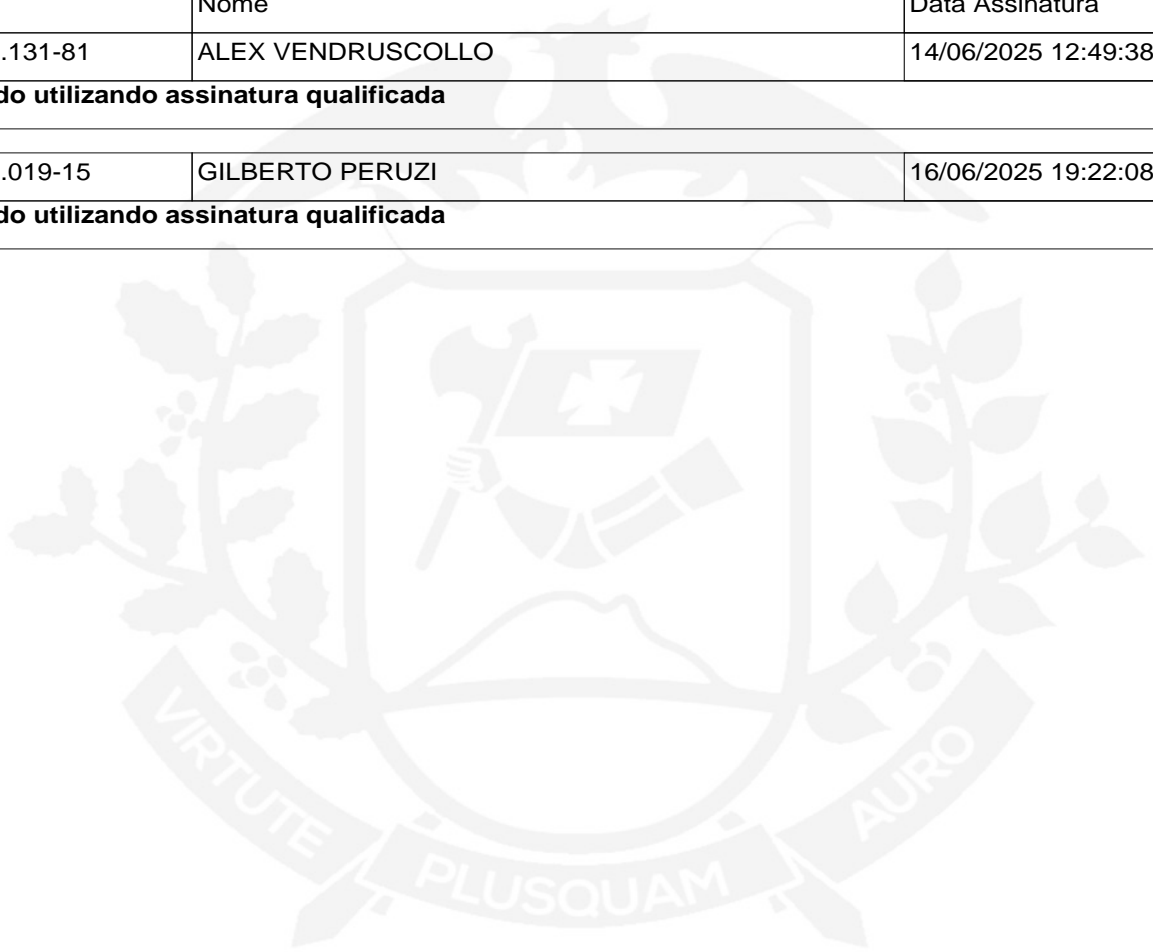 Nome Data Assinatura
.131-81 ALEX VENDRUSCOLLO 14/06/2025 12:49:38
do utilizando assinatura qualificada
.019-15 GILBERTO PERUZI 16/06/2025 19:22:08
do utilizando assinatura qualificada
VIRTUTE PLUSQUAM AURO